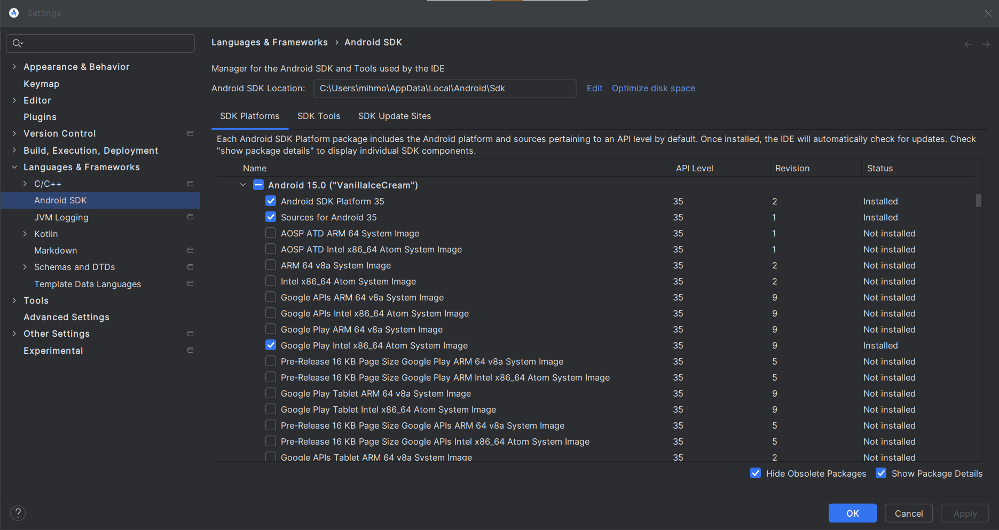 Settings
Languages & Frameworks › Android SDK
Appearance & Behavior
Keymap
Editor
Plugins
Version Control
Build, Execution, Deployment
Languages & Frameworks
C/C++
Android SDK
JVM Logging
Kotlin
Markdown
Schemas and DTDs
Template Data Languages
Tools
Advanced Settings
Other Settings
Experimental
Manager for the Android SDK and Tools used by the IDE
Android SDK Location: C:\Users\mihmo\AppData\Local\Android\Sdk Edit Optimize disk space
SDK Platforms SDK Tools SDK Update Sites
Each Android SDK Platform package includes the Android platform and sources pertaining to an API level by default. Once installed, the IDE will automatically check for updates. Check
"show package details" to display individual SDK components.
Name API Level Revision Status
Android 15.0 ("VanillaIceCream")
Android SDK Platform 35 35 2 Installed
Sources for Android 35 35 1 Installed
AOSP ATD ARM 64 System Image 35 1 Not installed
AOSP ATD Intel x86_64 Atom System Image 35 1 Not installed
ARM 64 v8a System Image 35 2 Not installed
Intel x86_64 Atom System Image 35 2 Not installed
Google APIs ARM 64 v8a System Image 35 9 Not installed
Google APIs Intel x86_64 Atom System Image 35 9 Not installed
Google Play ARM 64 v8a System Image 35 9 Not installed
Google Play Intel x86_64 Atom System Image 35 9 Installed
Pre-Release 16 KB Page Size Google Play ARM 64 v8a System Image 35 5 Not installed
Pre-Release 16 KB Page Size Google Play ARM Intel x86_64 Atom System Image 35 5 Not installed
Google Play Tablet ARM 64 v8a System Image 35 9 Not installed
Google Play Tablet Intel x86_64 Atom System Image 35 9 Not installed
Pre-Release 16 KB Page Size Google APIs ARM 64 v8a System Image 35 5 Not installed
Pre-Release 16 KB Page Size Google APIs Intel x86_64 Atom System Image 35 5 Not installed
Google APIs Tablet ARM 64 v8a System Image 35 2 Not installed
Hide Obsolete Packages Show Package Details
? OK Cancel Apply